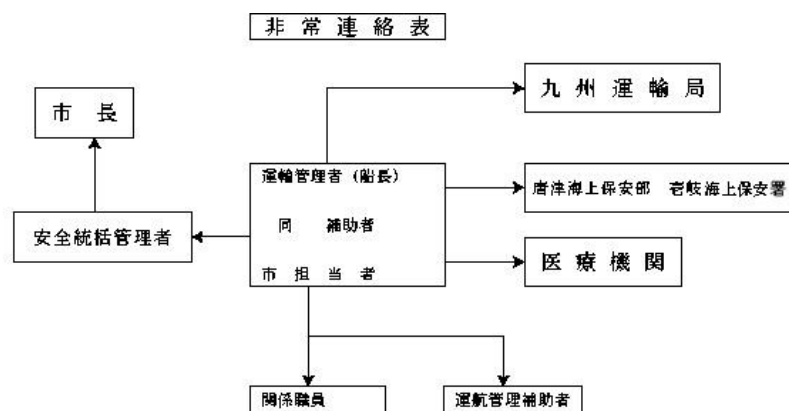 非常連絡表
九州運輸局
市長
運輸管理者（船長）
唐津海上保安部　壱岐海上保安署
同　補助者
安全統括管理者
医療機関
市担当者
関係職員
運航管理補助者